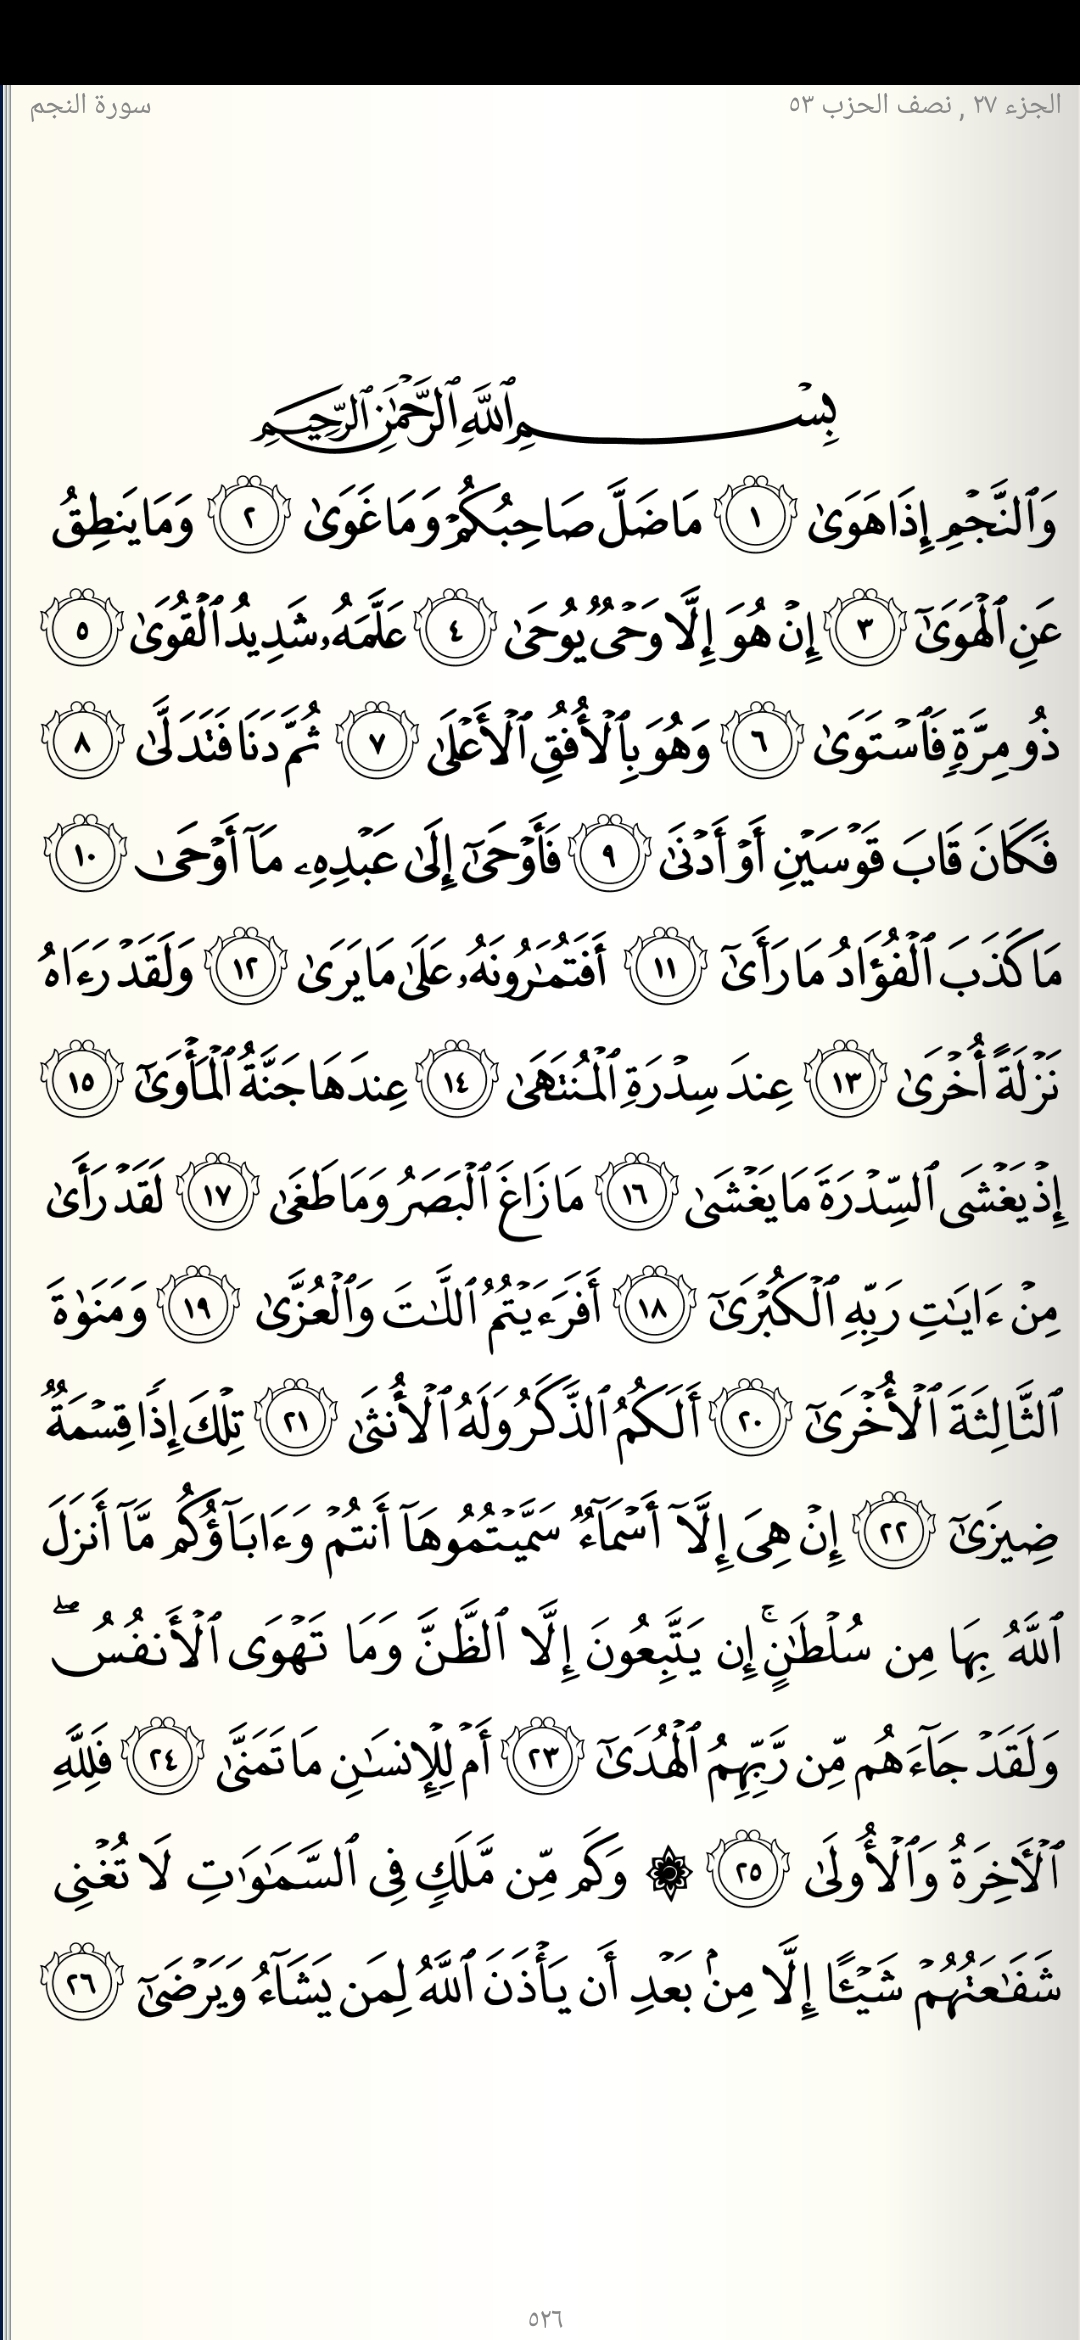 الجزء ٢٧ , نصف الحزب ٥٣
سورة النجم
بِسْمِ ٱللَّهِ ٱلرَّحْمَٰنِ ٱلرَّحِيمِ
وَٱلنَّجْمِ إِذَا هَوَىٰ ١ مَا ضَلَّ صَاحِبُكُمْ وَمَا غَوَىٰ ٢ وَمَا يَنطِقُ
عَنِ ٱلْهَوَىٰٓ ٣ إِنْ هُوَ إِلَّا وَحْىٌ يُوحَىٰ ٤ عَلَّمَهُۥ شَدِيدُ ٱلْقُوَىٰ ٥
ذُو مِرَّةٍ فَٱسْتَوَىٰ ٦ وَهُوَ بِٱلْأُفُقِ ٱلْأَعْلَىٰ ٧ ثُمَّ دَنَا فَتَدَلَّىٰ ٨
فَكَانَ قَابَ قَوْسَيْنِ أَوْ أَدْنَىٰ ٩ فَأَوْحَىٰٓ إِلَىٰ عَبْدِهِۦ مَآ أَوْحَىٰ ١٠
مَا كَذَبَ ٱلْفُؤَادُ مَا رَأَىٰٓ ١١ أَفَتُمَٰرُونَهُۥ عَلَىٰ مَا يَرَىٰ ١٢ وَلَقَدْ رَءَاهُ
نَزْلَةً أُخْرَىٰ ١٣ عِندَ سِدْرَةِ ٱلْمُنتَهَىٰ ١٤ عِندَهَا جَنَّةُ ٱلْمَأْوَىٰٓ ١٥
إِذْ يَغْشَى ٱلسِّدْرَةَ مَا يَغْشَىٰ ١٦ مَا زَاغَ ٱلْبَصَرُ وَمَا طَغَىٰ ١٧ لَقَدْ رَأَىٰ
مِنْ ءَايَٰتِ رَبِّهِ ٱلْكُبْرَىٰٓ ١٨ أَفَرَءَيْتُمُ ٱللَّٰتَ وَٱلْعُزَّىٰ ١٩ وَمَنَوٰةَ
ٱلثَّالِثَةَ ٱلْأُخْرَىٰٓ ٢٠ أَلَكُمُ ٱلذَّكَرُ وَلَهُ ٱلْأُنثَىٰ ٢١ تِلْكَ إِذًا قِسْمَةٌ
ضِيزَىٰٓ ٢٢ إِنْ هِىَ إِلَّآ أَسْمَآءٌ سَمَّيْتُمُوهَآ أَنتُمْ وَءَابَآؤُكُم مَّآ أَنزَلَ
ٱللَّهُ بِهَا مِن سُلْطَٰنٍ ۚ إِن يَتَّبِعُونَ إِلَّا ٱلظَّنَّ وَمَا تَهْوَى ٱلْأَنفُسُ ۖ
وَلَقَدْ جَآءَهُم مِّن رَّبِّهِمُ ٱلْهُدَىٰٓ ٢٣ أَمْ لِلْإِنسَٰنِ مَا تَمَنَّىٰ ٢٤ فَلِلَّهِ
ٱلْءَاخِرَةُ وَٱلْأُولَىٰ ٢٥ ۞ وَكَم مِّن مَّلَكٍ فِى ٱلسَّمَٰوَٰتِ لَا تُغْنِى
شَفَٰعَتُهُمْ شَيْـًٔا إِلَّا مِنۢ بَعْدِ أَن يَأْذَنَ ٱللَّهُ لِمَن يَشَآءُ وَيَرْضَىٰٓ ٢٦
٥٢٦